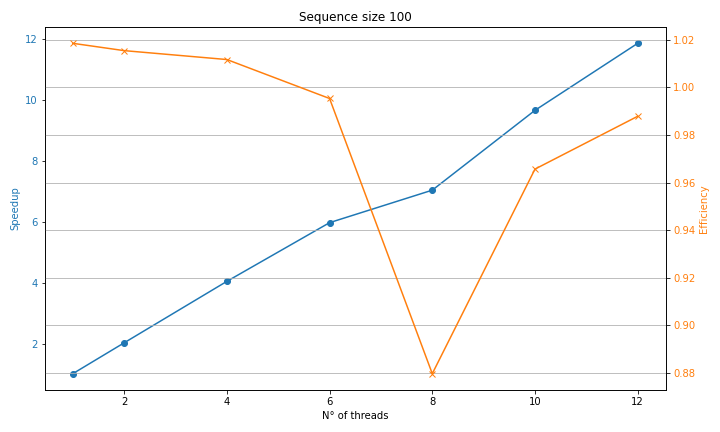 Sequence size 100
12
10
8
6
4
2
Speedup
1.02
1.00
0.98
0.96
0.94
0.92
0.90
0.88
Efficiency
2 4 6 8 10 12
N° of threads